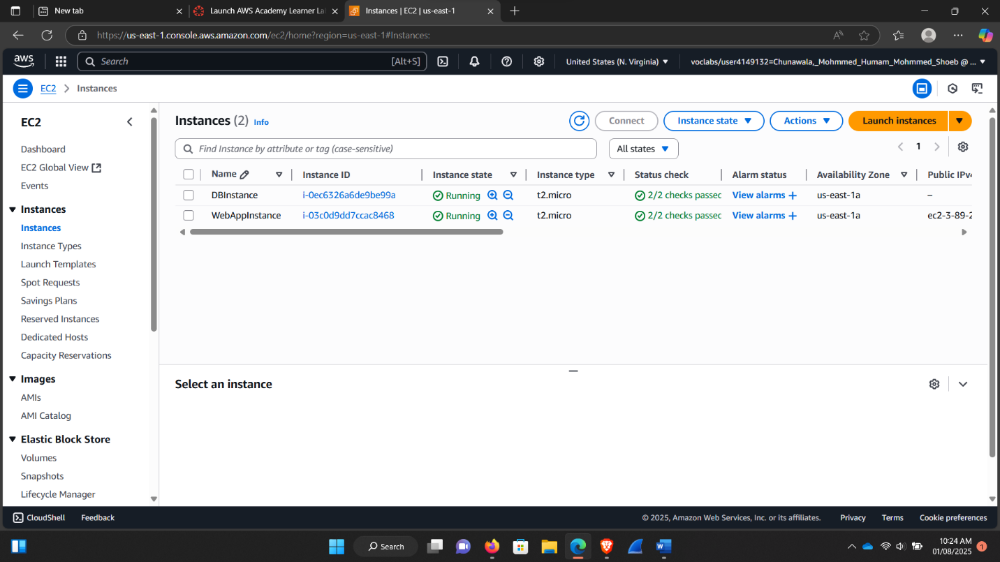 New tab
Launch AWS Academy Learner La
Instances | EC2 | us-east-1
https://us-east-1.console.aws.amazon.com/ec2/home?region=us-east-1#Instances:
aws
Search
[Alt+S]
United States (N. Virginia)
voclabs/user4149132=Chunawala,_Mohmmed_Humam_Mohmmed_Shoeb @ ...
EC2
Instances
EC2
Dashboard
EC2 Global View
Events
Instances
Instances
Instance Types
Launch Templates
Spot Requests
Savings Plans
Reserved Instances
Dedicated Hosts
Capacity Reservations
Images
AMIs
AMI Catalog
Elastic Block Store
Volumes
Snapshots
Lifecycle Manager
Instances (2) Info
Connect
Instance state
Actions
Launch instances
Find Instance by attribute or tag (case-sensitive)
All states
1
Name Instance ID Instance state Instance type Status check Alarm status Availability Zone Public IPv4
DBInstance i-0ec6326a6de9be99a Running t2.micro 2/2 checks passed View alarms + us-east-1a –
WebAppInstance i-03c0d9dd7ccac8468 Running t2.micro 2/2 checks passed View alarms + us-east-1a ec2-3-89-2
Select an instance
CloudShell
Feedback
© 2025, Amazon Web Services, Inc. or its affiliates.
Privacy
Terms
Cookie preferences
Search
10:24 AM
01/08/2025
1